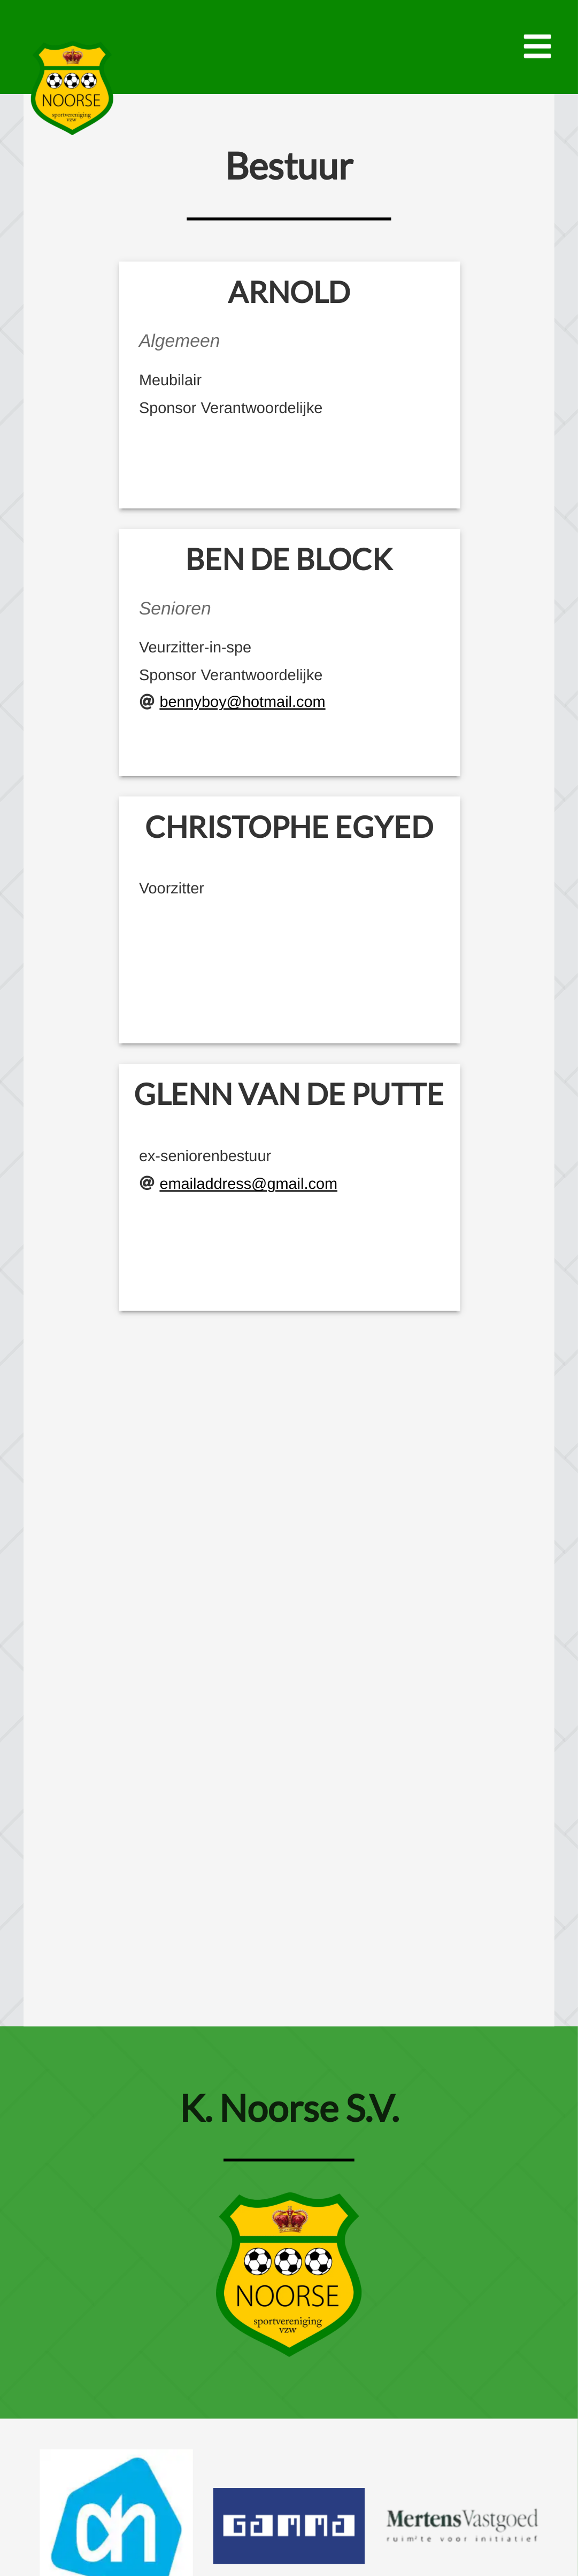 NOORSE
sportvereniging
vzw
Bestuur
ARNOLD
Algemeen
Meubilair
Sponsor Verantwoordelijke
BEN DE BLOCK
Senioren
Veurzitter-in-spe
Sponsor Verantwoordelijke
@ bennyboy@hotmail.com
CHRISTOPHE EGYED
Voorzitter
GLENN VAN DE PUTTE
ex-seniorenbestuur
@ emailaddress@gmail.com
K. Noorse S.V.
NOORSE
sportvereniging
vzw
ah GAMMA MertensVastgoed
ruimte voor initiatief